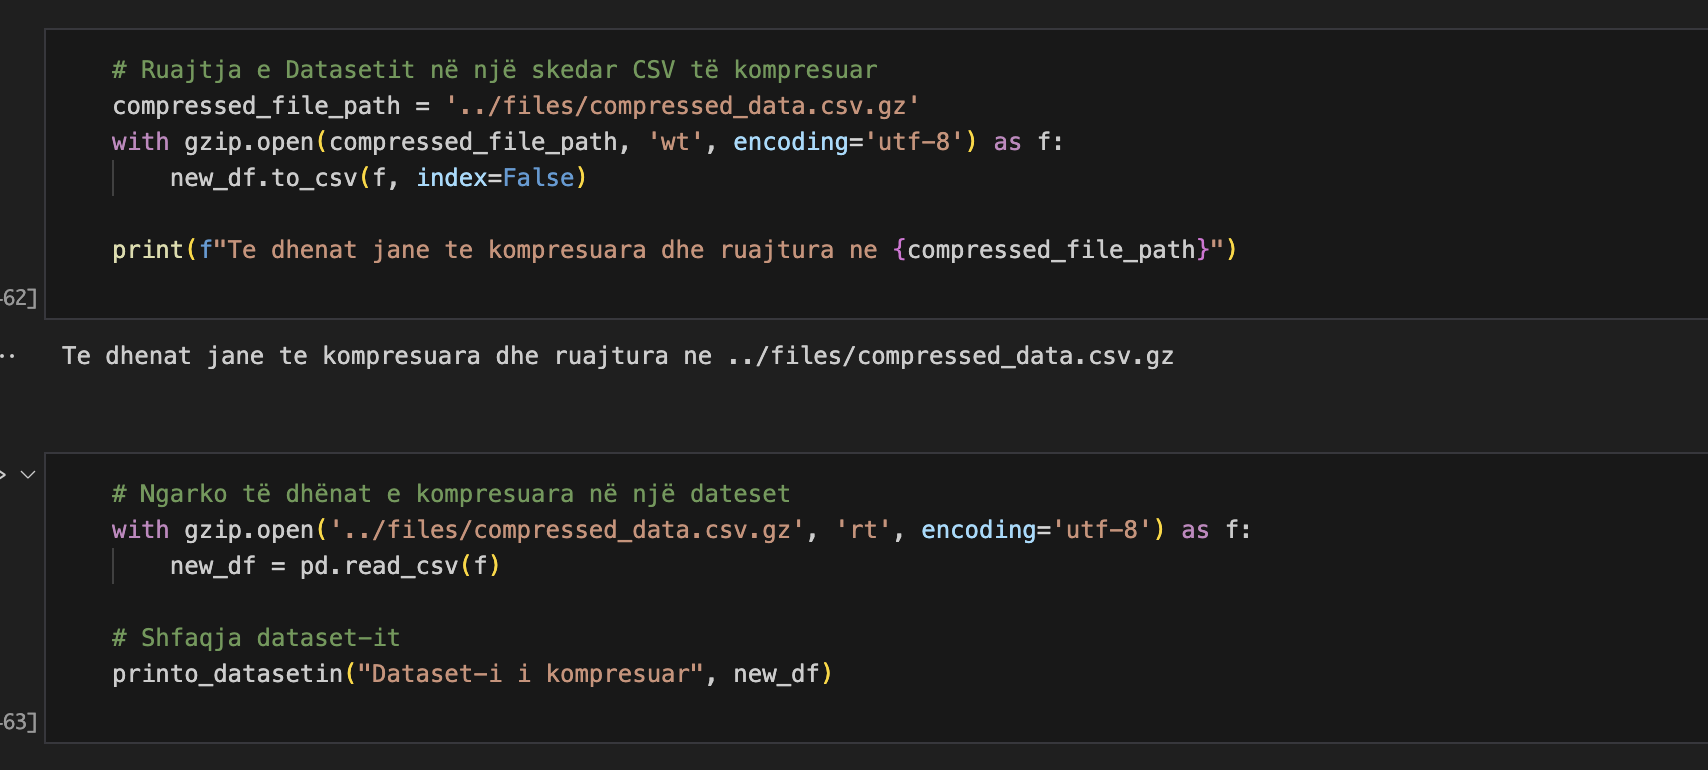 # Ruajtja e Datasetit në një skedar CSV të kompresuar
compressed_file_path = '../files/compressed_data.csv.gz'
with gzip.open(compressed_file_path, 'wt', encoding='utf-8') as f:
    new_df.to_csv(f, index=False)
print(f"Te dhenat jane te kompresuara dhe ruajtura ne {compressed_file_path}")
62]
Te dhenat jane te kompresuara dhe ruajtura ne ../files/compressed_data.csv.gz
# Ngarko të dhënat e kompresuara në një dateset
with gzip.open('../files/compressed_data.csv.gz', 'rt', encoding='utf-8') as f:
    new_df = pd.read_csv(f)
# Shfaqja dataset-it
printo_datasetin("Dataset-i i kompresuar", new_df)
63]